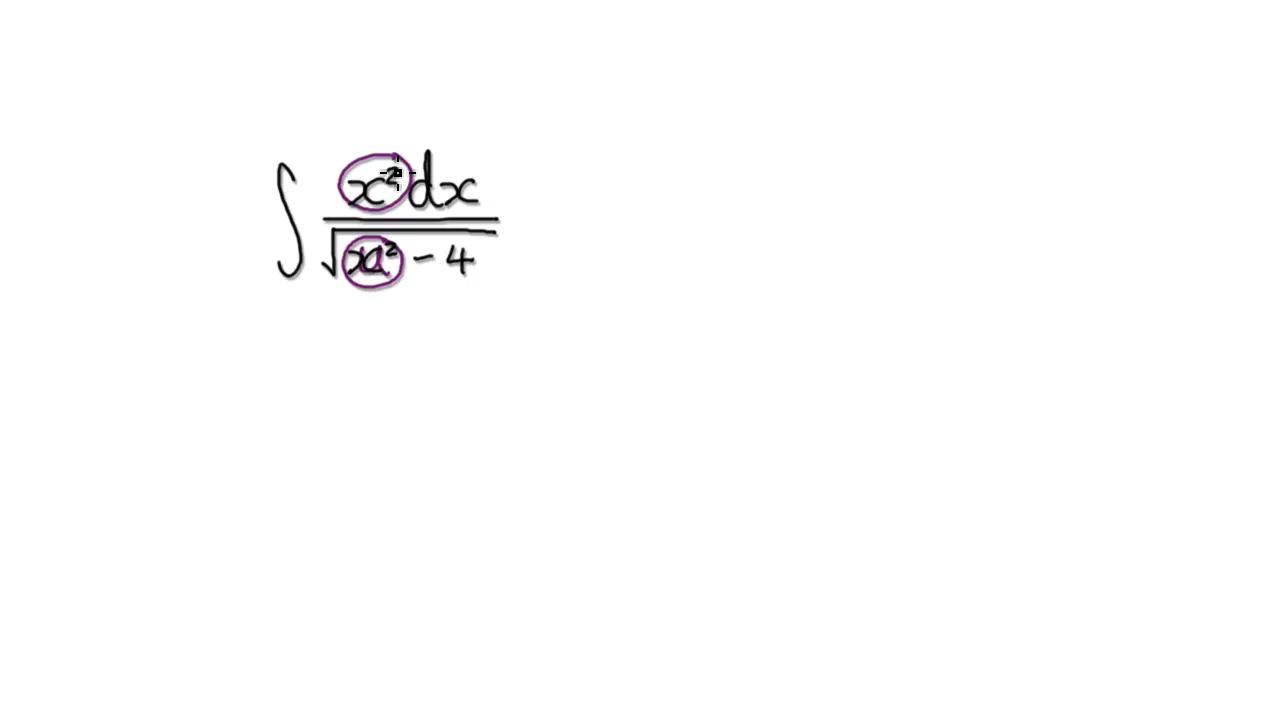 ∫ x² dx
√x² - 4